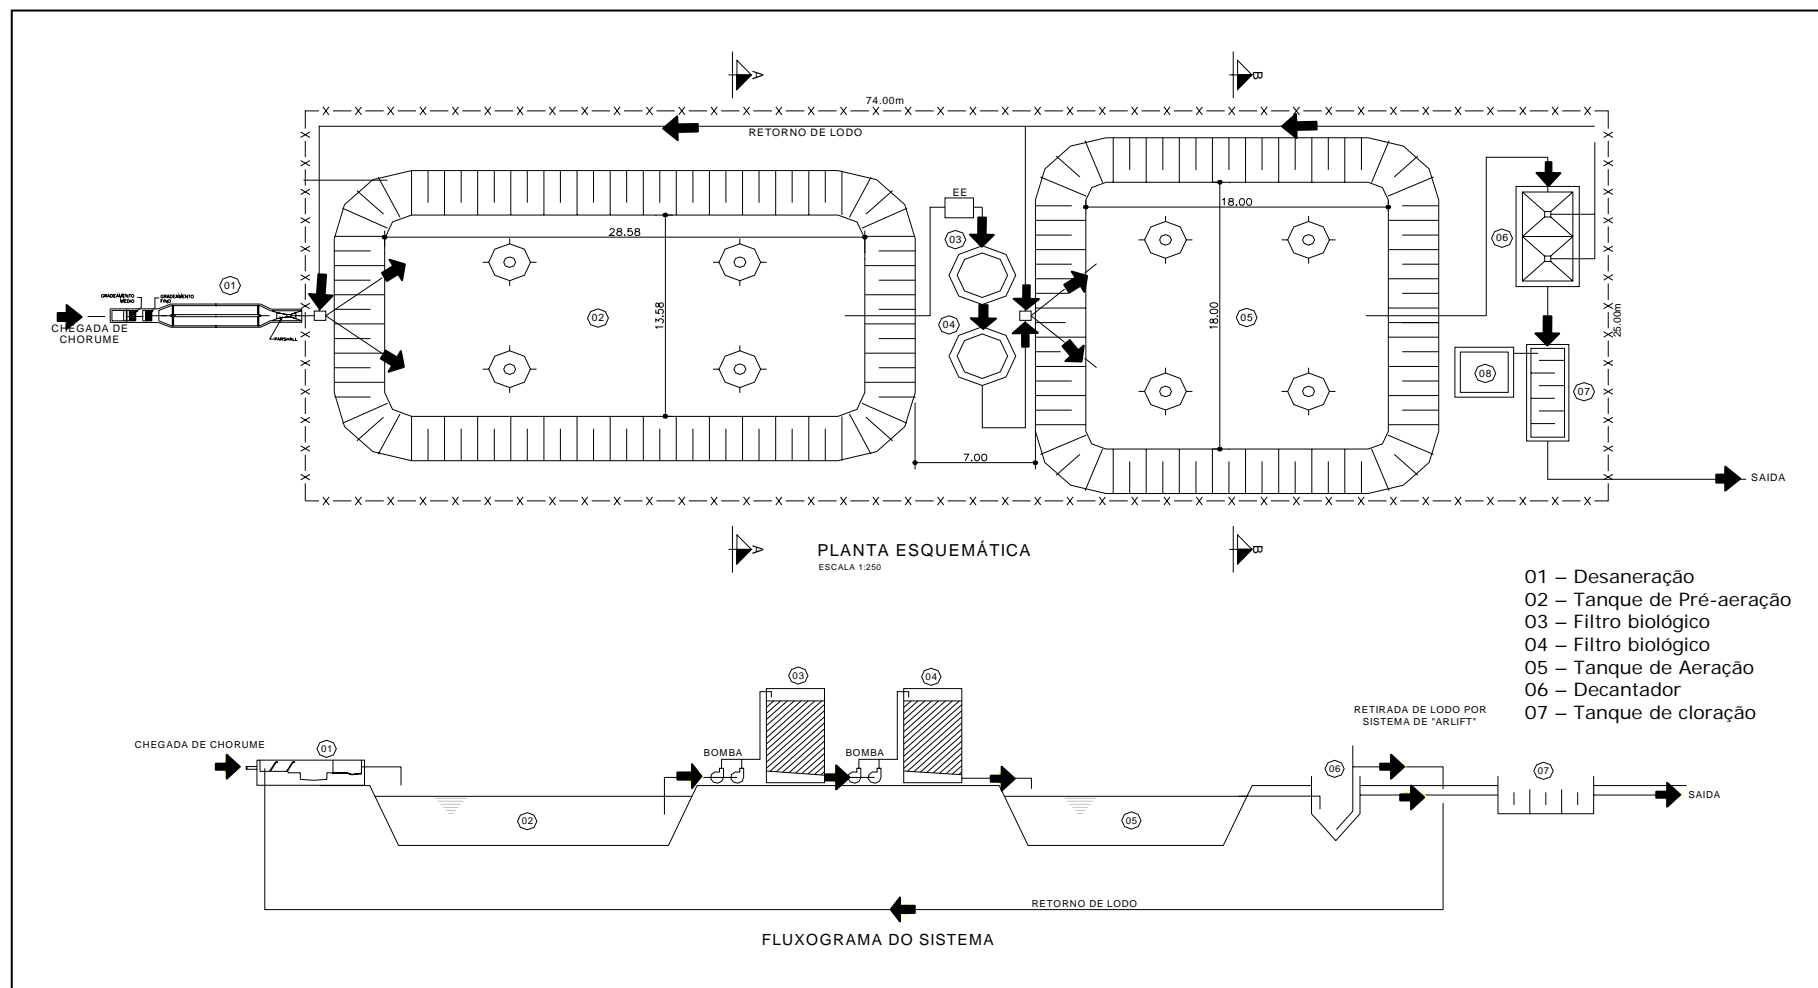 A
B
74.00m
RETORNO DE LODO
EE
28.58
18.00
03
06
01
GRADEAMENTO
MEDIO
GRADEAMENTO
FINO
02
13.58
04
18.00
05
25.00m
CHEGADA DE
CHORUME
PARSHALL
08
07
7.00
SAIDA
A
B
PLANTA ESQUEMÁTICA
ESCALA 1:250
01 – Desaneração
02 – Tanque de Pré-aeração
03 – Filtro biológico
04 – Filtro biológico
05 – Tanque de Aeração
06 – Decantador
07 – Tanque de cloração
03
04
RETIRADA DE LODO POR
SISTEMA DE "ARLIFT"
CHEGADA DE CHORUME
01
BOMBA
BOMBA
06
07
SAIDA
02
05
RETORNO DE LODO
FLUXOGRAMA DO SISTEMA